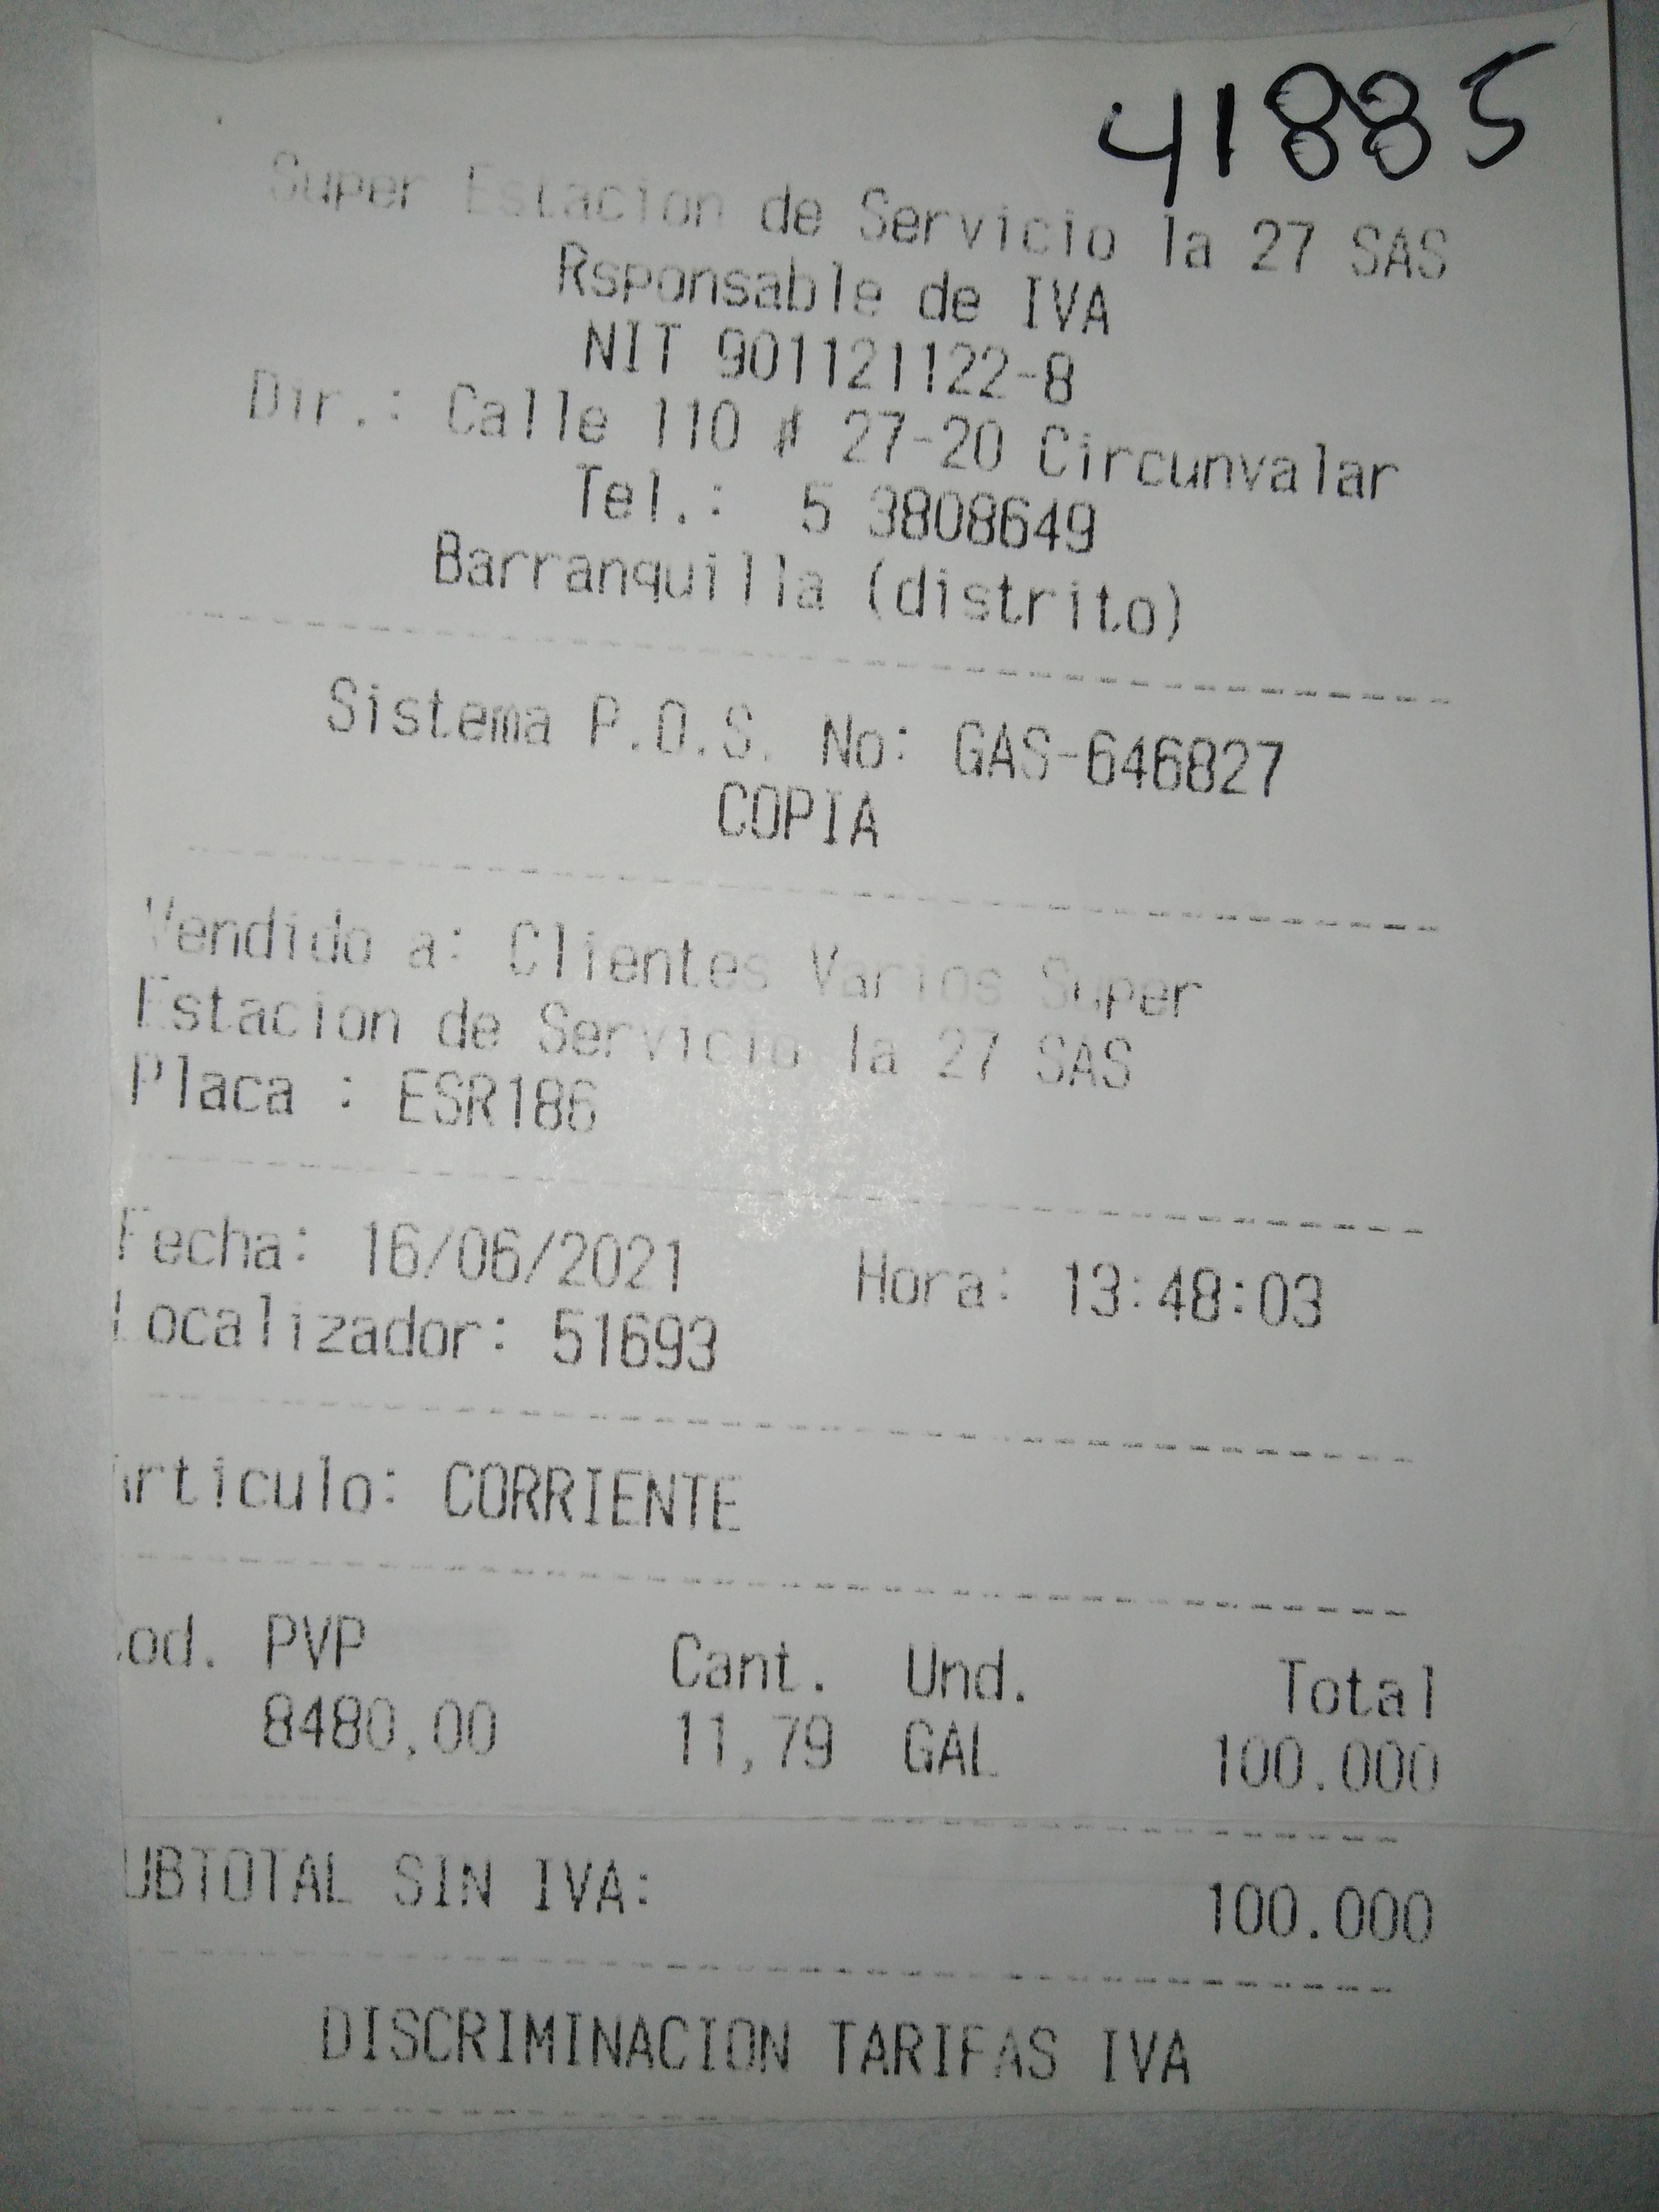 41885
Super Estacion de Servicio la 27 SAS
Rsponsable de IVA
NIT 901121122-8
Dir.: Calle 110 # 27-20 Circunvalar
Tel.: 5 3808649
Barranquilla (distrito)
Sistema P.O.S. No: GAS-646827
COPIA
Vendido a: Clientes Varios Super
Estacion de Servicio la 27 SAS
Placa : ESR186
Fecha: 16/06/2021 Hora: 13:48:03
Localizador: 51693
Articulo: CORRIENTE
od. PVP Cant. Und. Total
8480,00 11,79 GAL 100.000
UBTOTAL SIN IVA: 100.000
DISCRIMINACION TARIFAS IVA